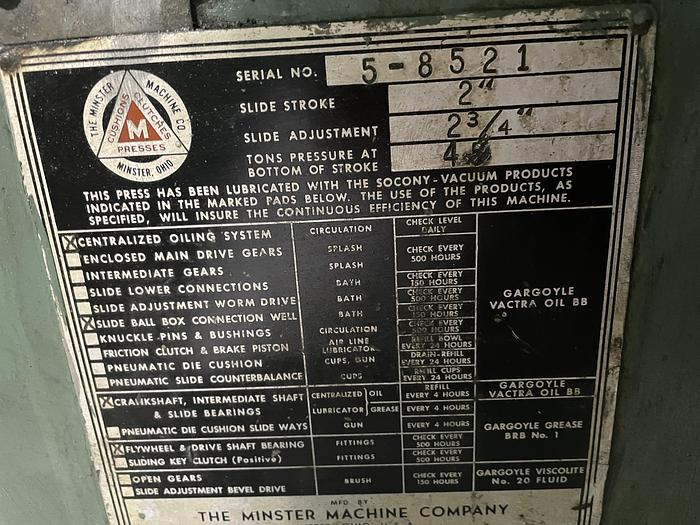 THE MINSTER MACHINE CO.
CUSHIONS CLUTCHES
M
PRESSES
MINSTER, OHIO
SERIAL NO. 5-8521
SLIDE STROKE 2"
SLIDE ADJUSTMENT 2 3/4"
TONS PRESSURE AT
BOTTOM OF STROKE 45
THIS PRESS HAS BEEN LUBRICATED WITH THE SOCONY-VACUUM PRODUCTS
INDICATED IN THE MARKED PADS BELOW. THE USE OF THE PRODUCTS, AS
SPECIFIED, WILL INSURE THE CONTINUOUS EFFICIENCY OF THIS MACHINE.
X CENTRALIZED OILING SYSTEM CIRCULATION CHECK LEVEL DAILY
ENCLOSED MAIN DRIVE GEARS SPLASH CHECK EVERY 500 HOURS
INTERMEDIATE GEARS SPLASH
SLIDE LOWER CONNECTIONS BATH CHECK EVERY 150 HOURS
SLIDE ADJUSTMENT WORM DRIVE BATH CHECK EVERY 500 HOURS
X SLIDE BALL BOX CONNECTION WELL BATH CHECK EVERY 150 HOURS
KNUCKLE PINS & BUSHINGS CIRCULATION CHECK EVERY 500 HOURS
FRICTION CLUTCH & BRAKE PISTON AIR LINE LUBRICATOR REFILL BOWL EVERY 24 HOURS
PNEUMATIC DIE CUSHION CUPS, GUN DRAIN-REFILL EVERY 24 HOURS
PNEUMATIC SLIDE COUNTERBALANCE CUPS REFILL CUPS EVERY 24 HOURS
GARGOYLE
VACTRA OIL BB
X CRANKSHAFT, INTERMEDIATE SHAFT CENTRALIZED OIL REFILL EVERY 4 HOURS GARGOYLE VACTRA OIL BB
& SLIDE BEARINGS LUBRICATOR GREASE EVERY 4 HOURS
PNEUMATIC DIE CUSHION SLIDE WAYS GUN EVERY 4 HOURS
X FLYWHEEL & DRIVE SHAFT BEARING FITTINGS CHECK EVERY 500 HOURS
SLIDING KEY CLUTCH (Positive) FITTINGS CHECK EVERY 500 HOURS
GARGOYLE GREASE
BRB No. 1
OPEN GEARS BRUSH CHECK EVERY 150 HOURS GARGOYLE VISCOLITE
SLIDE ADJUSTMENT BEVEL DRIVE No. 20 FLUID
MFD. BY
THE MINSTER MACHINE COMPANY